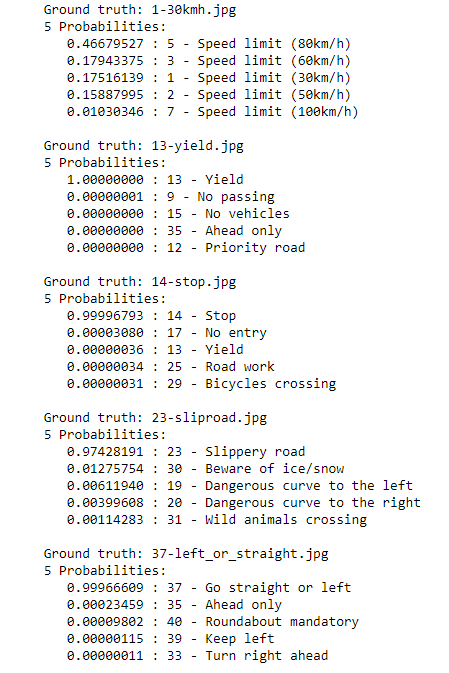 Ground truth: 1-30kmh.jpg
5 Probabilities:
0.46679527 : 5 - Speed limit (80km/h)
0.17943375 : 3 - Speed limit (60km/h)
0.17516139 : 1 - Speed limit (30km/h)
0.15887995 : 2 - Speed limit (50km/h)
0.01030346 : 7 - Speed limit (100km/h)
Ground truth: 13-yield.jpg
5 Probabilities:
1.00000000 : 13 - Yield
0.00000001 : 9 - No passing
0.00000000 : 15 - No vehicles
0.00000000 : 35 - Ahead only
0.00000000 : 12 - Priority road
Ground truth: 14-stop.jpg
5 Probabilities:
0.99996793 : 14 - Stop
0.00003080 : 17 - No entry
0.00000036 : 13 - Yield
0.00000034 : 25 - Road work
0.00000031 : 29 - Bicycles crossing
Ground truth: 23-sliproad.jpg
5 Probabilities:
0.97428191 : 23 - Slippery road
0.01275754 : 30 - Beware of ice/snow
0.00611940 : 19 - Dangerous curve to the left
0.00399608 : 20 - Dangerous curve to the right
0.00114283 : 31 - Wild animals crossing
Ground truth: 37-left_or_straight.jpg
5 Probabilities:
0.99966609 : 37 - Go straight or left
0.00023459 : 35 - Ahead only
0.00009802 : 40 - Roundabout mandatory
0.00000115 : 39 - Keep left
0.00000011 : 33 - Turn right ahead